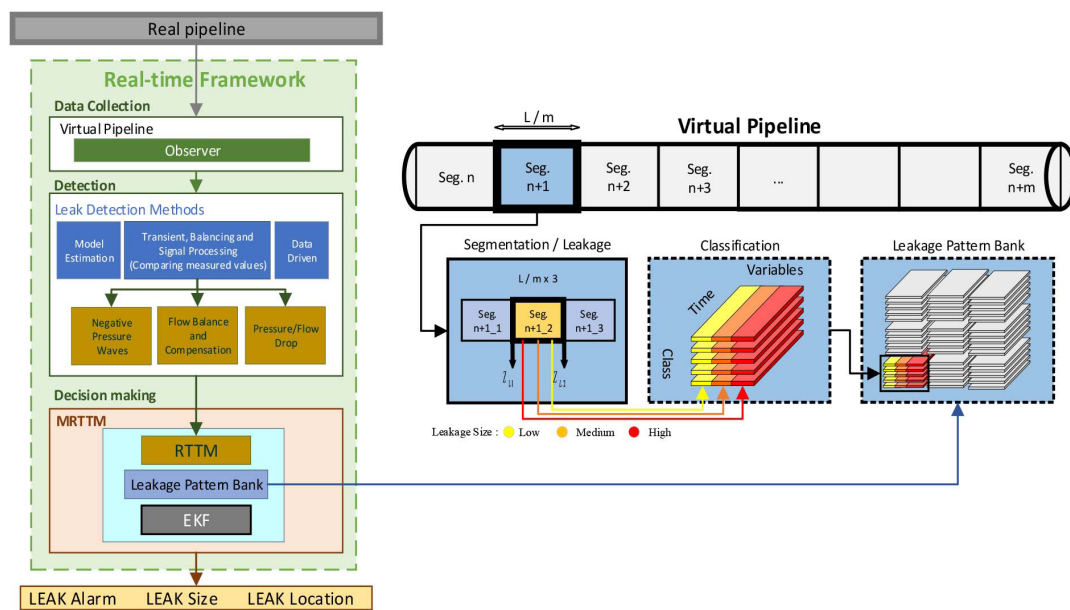 Real pipeline
Real-time Framework
Data Collection
Virtual Pipeline
Observer
Detection
Leak Detection Methods
Model
Estimation
Transient, Balancing and
Signal Processing
(Comparing measured values)
Data
Driven
Negative
Pressure
Waves
Flow Balance
and
Compensation
Pressure/Flow
Drop
Decision making
MRTTM
RTTM
Leakage Pattern Bank
EKF
LEAK Alarm LEAK Size LEAK Location
L / m
Virtual Pipeline
Seg. n
Seg.
n+1
Seg.
n+2
Seg.
n+3
...
Seg.
n+m
Segmentation / Leakage
L / m x 3
Seg.
n+1_1
Seg.
n+1_2
Seg.
n+1_3
Z L1
Z L2
Classification
Variables
Time
Class
Leakage Pattern Bank
Leakage Size : Low Medium High